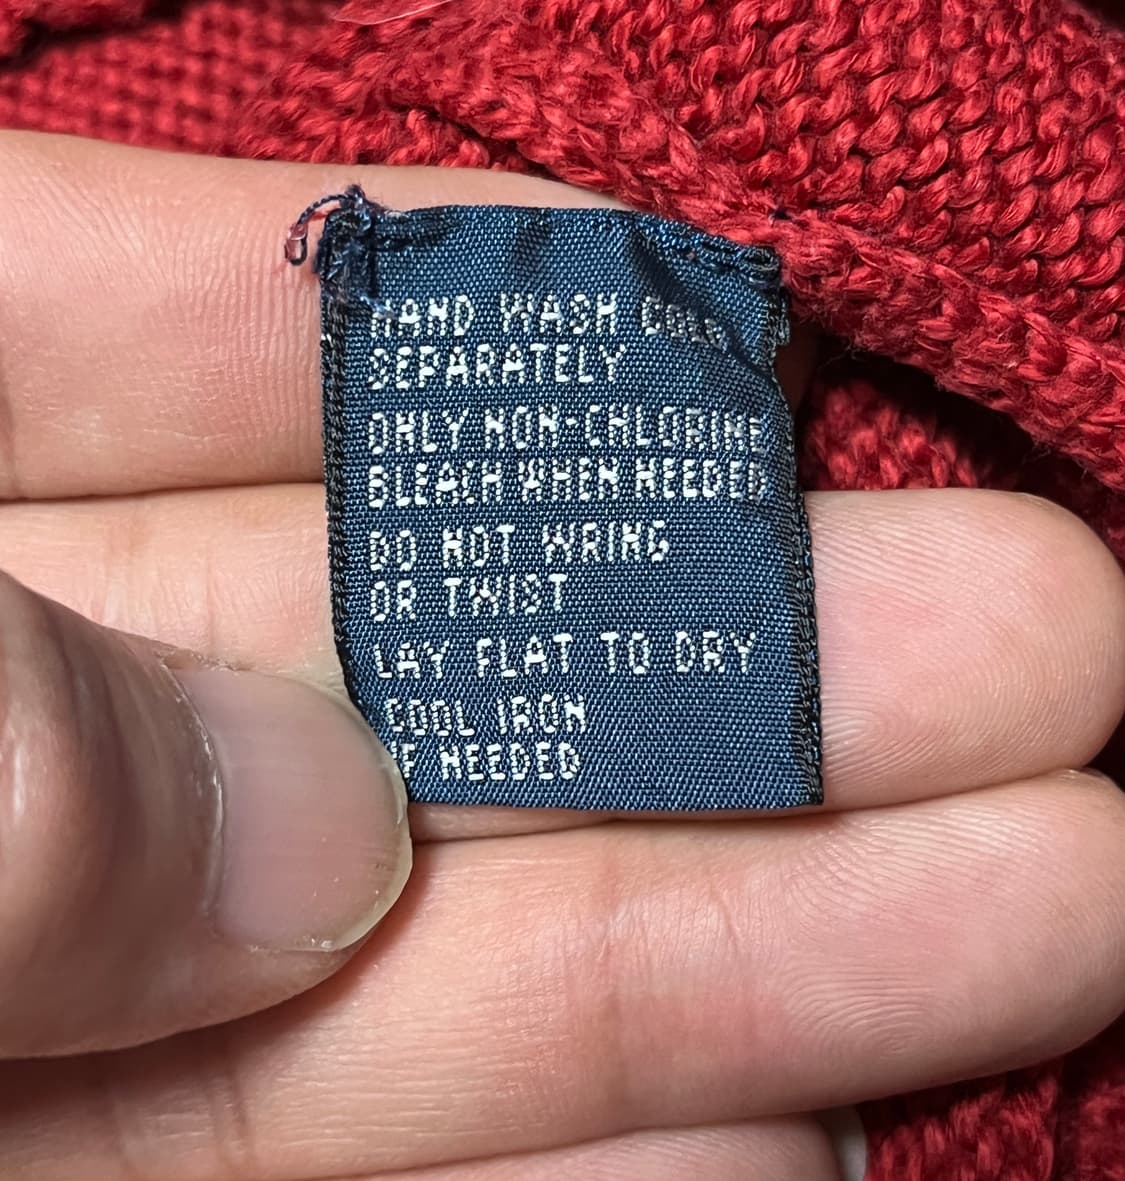 HAND WASH COLD
SEPARATELY
ONLY NON-CHLORINE
BLEACH WHEN NEEDED
DO NOT WRING
OR TWIST
LAY FLAT TO DRY
COOL IRON
IF NEEDED